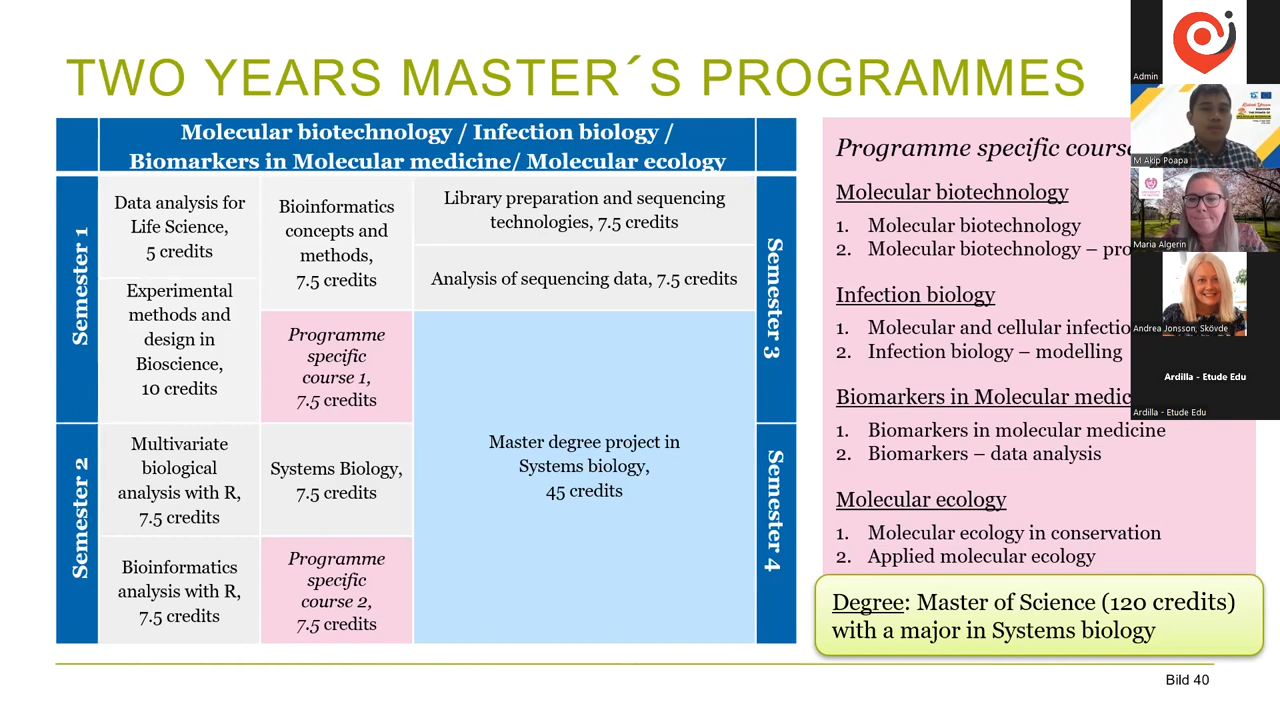 TWO YEARS MASTER´S PROGRAMMES
Molecular biotechnology / Infection biology /
Biomarkers in Molecular medicine/ Molecular ecology
Semester 1
Data analysis for
Life Science,
5 credits
Experimental
methods and
design in
Bioscience,
10 credits
Bioinformatics
concepts and
methods,
7.5 credits
Programme
specific
course 1,
7.5 credits
Library preparation and sequencing
technologies, 7.5 credits
Analysis of sequencing data, 7.5 credits
Semester 3
Semester 2
Multivariate
biological
analysis with R,
7.5 credits
Bioinformatics
analysis with R,
7.5 credits
Systems Biology,
7.5 credits
Programme
specific
course 2,
7.5 credits
Master degree project in
Systems biology,
45 credits
Semester 4
Programme specific
Molecular biotechnology
1. Molecular biotechnology
2. Molecular biotechnology –
Infection biology
1. Molecular and cellular
2. Infection biology – modelling
Biomarkers in Molecular
1. Biomarkers in molecular medicine
2. Biomarkers – data analysis
Molecular ecology
1. Molecular ecology in conservation
2. Applied molecular ecology
Degree: Master of Science (120 credits)
with a major in Systems biology
Bild 40
Admin
M Akip Poapa
Maria Algerin
Andrea Jonsson, Skövde
Ardilla - Etude Edu
Ardilla - Etude Edu